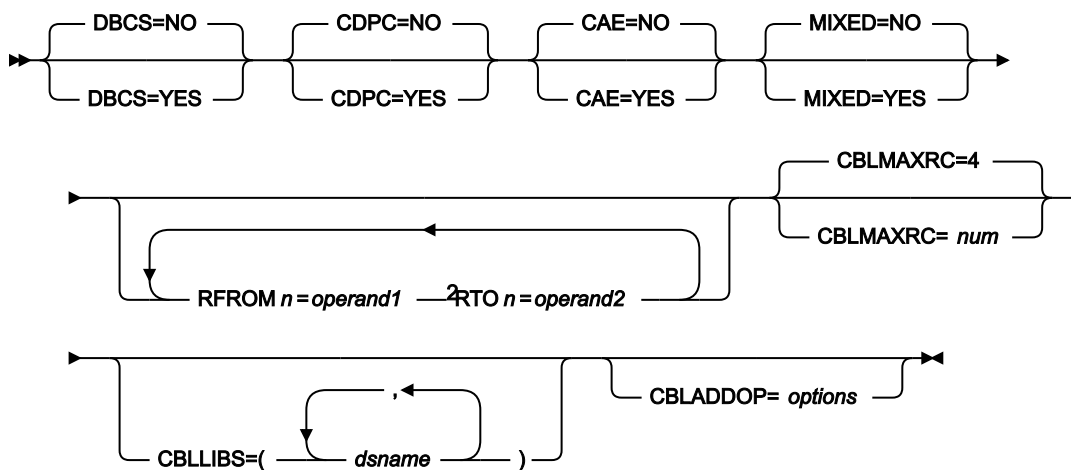 DBCS=NO CDPC=NO CAE=NO MIXED=NO
DBCS=YES CDPC=YES CAE=YES MIXED=YES
CBLMAXRC=4
CBLMAXRC= num
RFROM n = operand1 2 RTO n = operand2
,
CBLADDOP= options
CBLLIBS=( dsname )